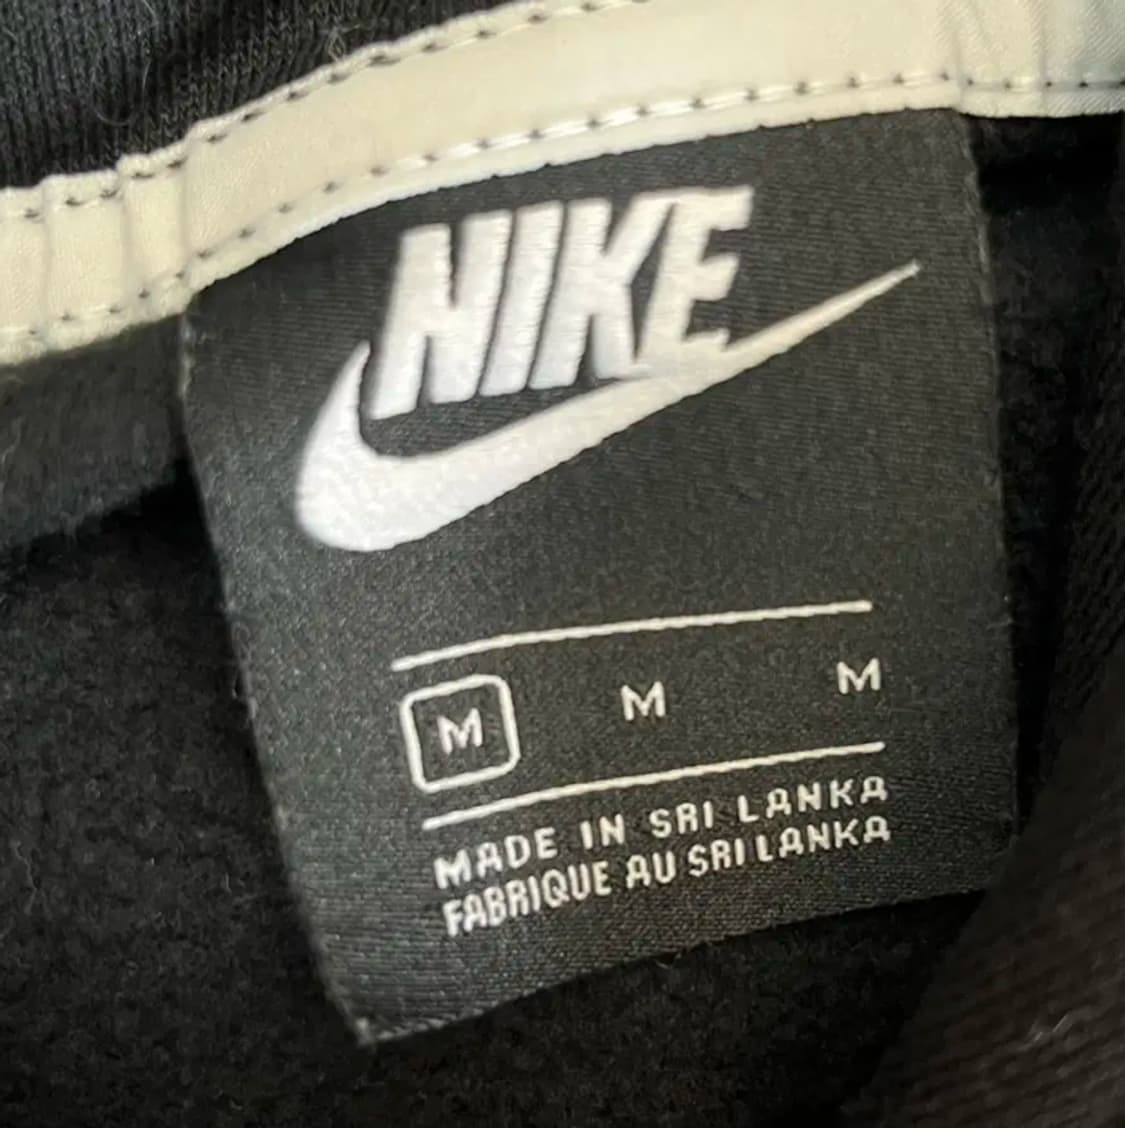 NIKE
M M M
MADE IN SRI LANKA
FABRIQUE AU SRI LANKA